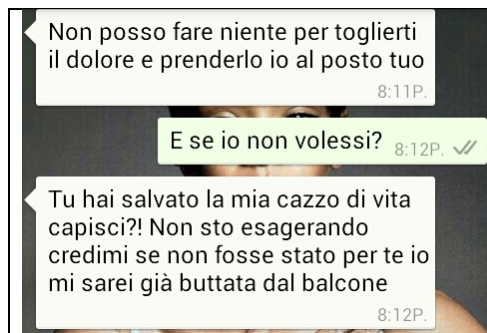 Non posso fare niente per toglierti
il dolore e prenderlo io al posto tuo
8:11P.
E se io non volessi? 8:12P.
Tu hai salvato la mia cazzo di vita
capisci?! Non sto esagerando
credimi se non fosse stato per te io
mi sarei già buttata dal balcone
8:12P.